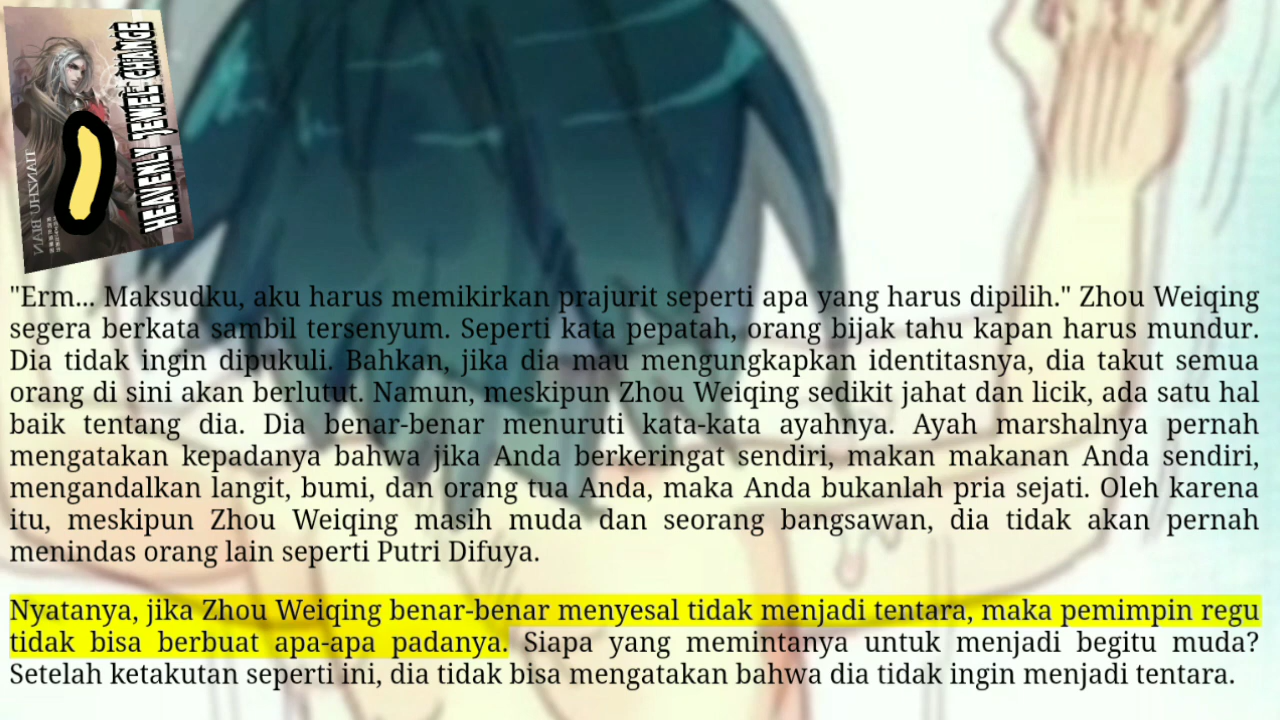 HEAVENLY JEWEL CHANGE
TIANZHU BIAN
"Erm... Maksudku, aku harus memikirkan prajurit seperti apa yang harus dipilih." Zhou Weiqing
segera berkata sambil tersenyum. Seperti kata pepatah, orang bijak tahu kapan harus mundur.
Dia tidak ingin dipukuli. Bahkan, jika dia mau mengungkapkan identitasnya, dia takut semua
orang di sini akan berlutut. Namun, meskipun Zhou Weiqing sedikit jahat dan licik, ada satu hal
baik tentang dia. Dia benar-benar menuruti kata-kata ayahnya. Ayah marshalnya pernah
mengatakan kepadanya bahwa jika Anda berkeringat sendiri, makan makanan Anda sendiri,
mengandalkan langit, bumi, dan orang tua Anda, maka Anda bukanlah pria sejati. Oleh karena
itu, meskipun Zhou Weiqing masih muda dan seorang bangsawan, dia tidak akan pernah
menindas orang lain seperti Putri Difuya.
Nyatanya, jika Zhou Weiqing benar-benar menyesal tidak menjadi tentara, maka pemimpin regu
tidak bisa berbuat apa-apa padanya. Siapa yang memintanya untuk menjadi begitu muda?
Setelah ketakutan seperti ini, dia tidak bisa mengatakan bahwa dia tidak ingin menjadi tentara.